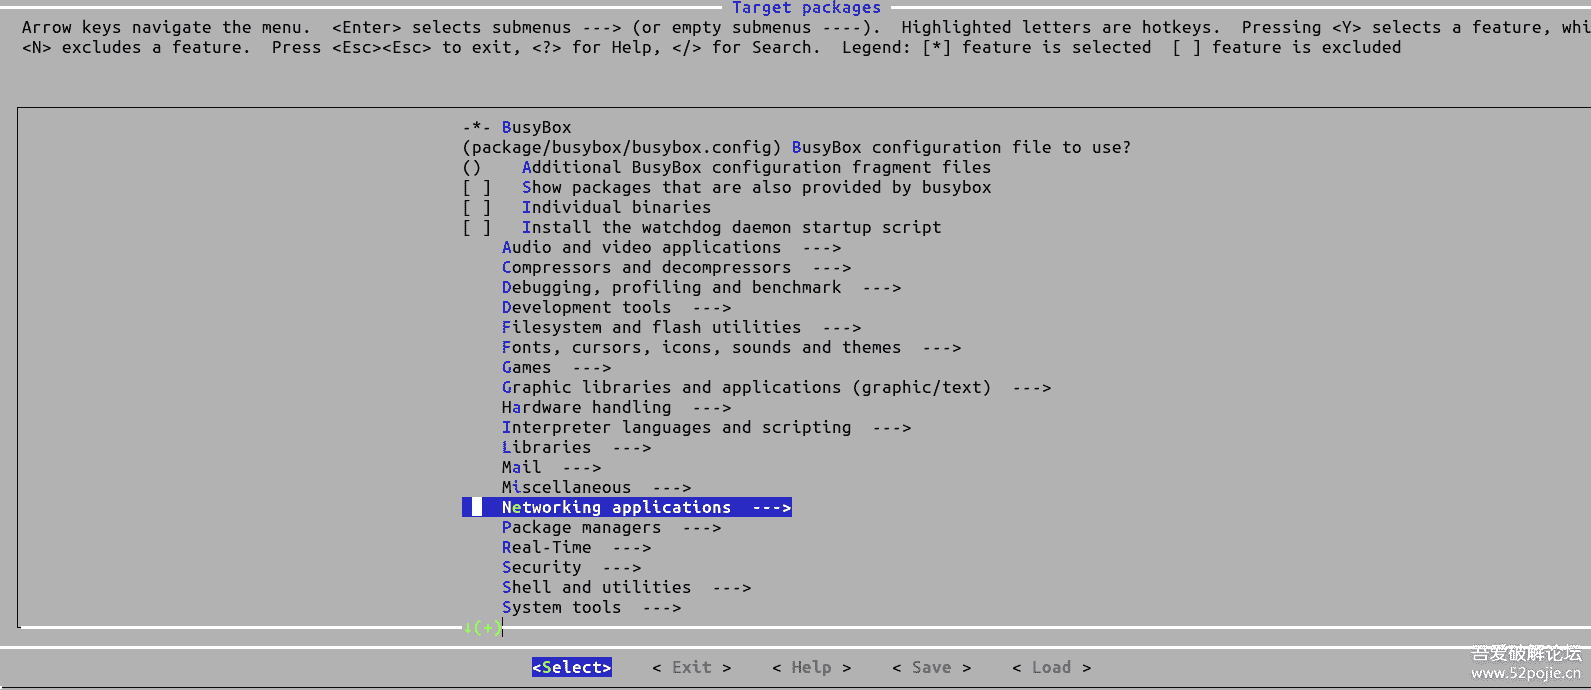 Target packages
Arrow keys navigate the menu.  <Enter> selects submenus ---> (or empty submenus ----).  Highlighted letters are hotkeys.  Pressing <Y> selects a feature, whi
<N> excludes a feature.  Press <Esc><Esc> to exit, <?> for Help, </> for Search.  Legend: [*] feature is selected  [ ] feature is excluded
-*- BusyBox
(package/busybox/busybox.config) BusyBox configuration file to use?
()    Additional BusyBox configuration fragment files
[ ]   Show packages that are also provided by busybox
[ ]   Individual binaries
[ ]   Install the watchdog daemon startup script
Audio and video applications  --->
Compressors and decompressors  --->
Debugging, profiling and benchmark  --->
Development tools  --->
Filesystem and flash utilities  --->
Fonts, cursors, icons, sounds and themes  --->
Games  --->
Graphic libraries and applications (graphic/text)  --->
Hardware handling  --->
Interpreter languages and scripting  --->
Libraries  --->
Mail  --->
Miscellaneous  --->
Networking applications  --->
Package managers  --->
Real-Time  --->
Security  --->
Shell and utilities  --->
System tools  --->
↓(+)
<Select>    < Exit >    < Help >    < Save >    < Load >
吾爱破解论坛
www.52pojie.cn